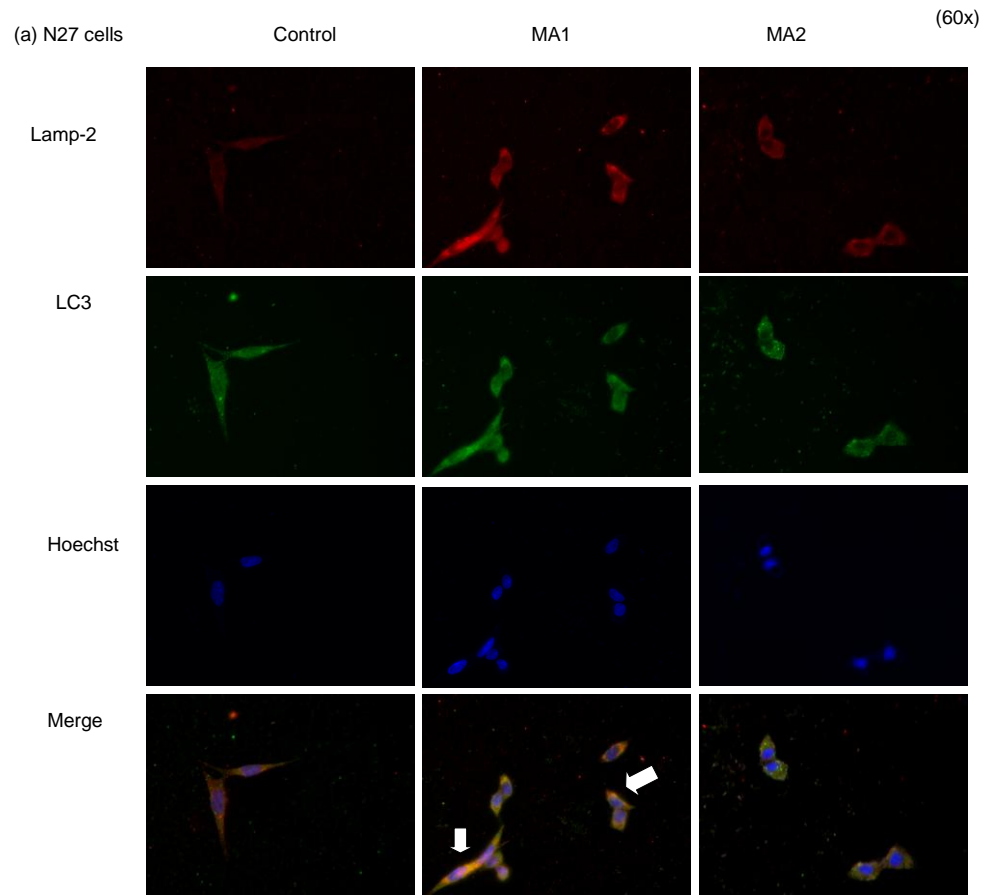 (60x)
(a) N27 cells Control MA1 MA2
Lamp-2
LC3
Hoechst
Merge